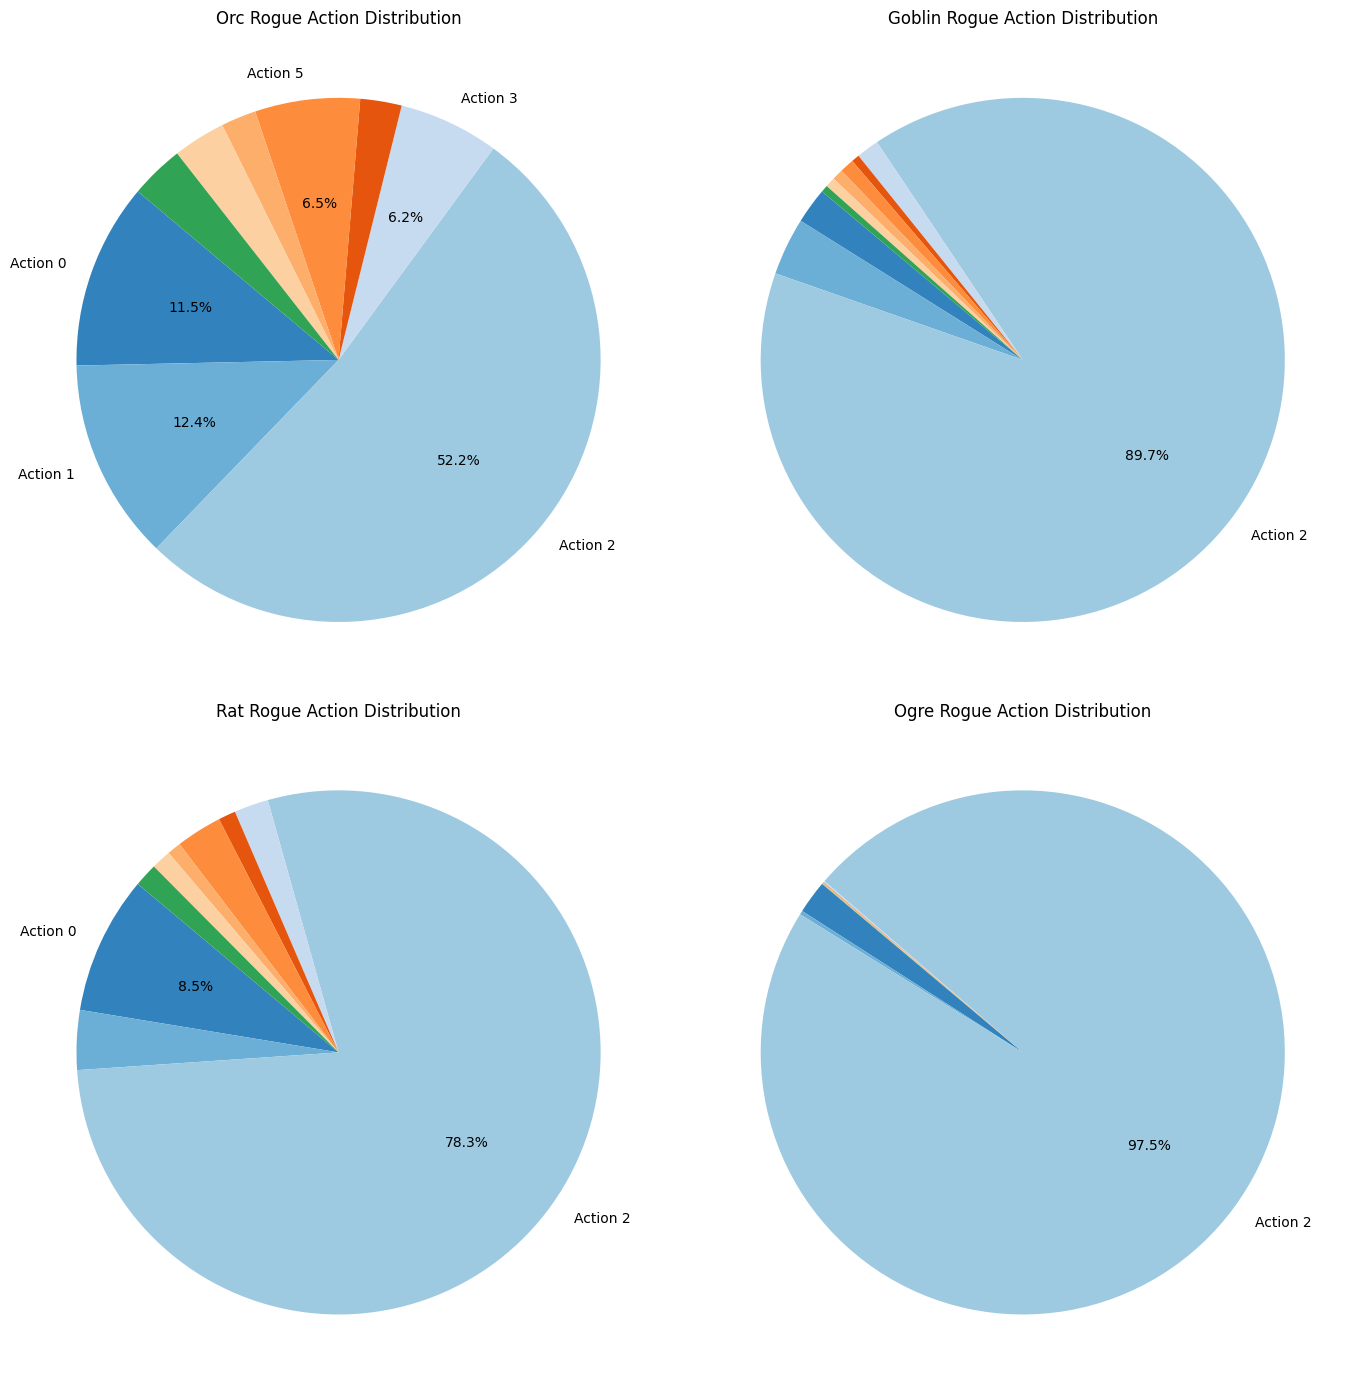 Orc Rogue Action Distribution
Action 5
Action 3
6.5%
6.2%
Action 0
11.5%
12.4%
52.2%
Action 1
Action 2
Goblin Rogue Action Distribution
89.7%
Action 2
Rat Rogue Action Distribution
Action 0
8.5%
78.3%
Action 2
Ogre Rogue Action Distribution
97.5%
Action 2